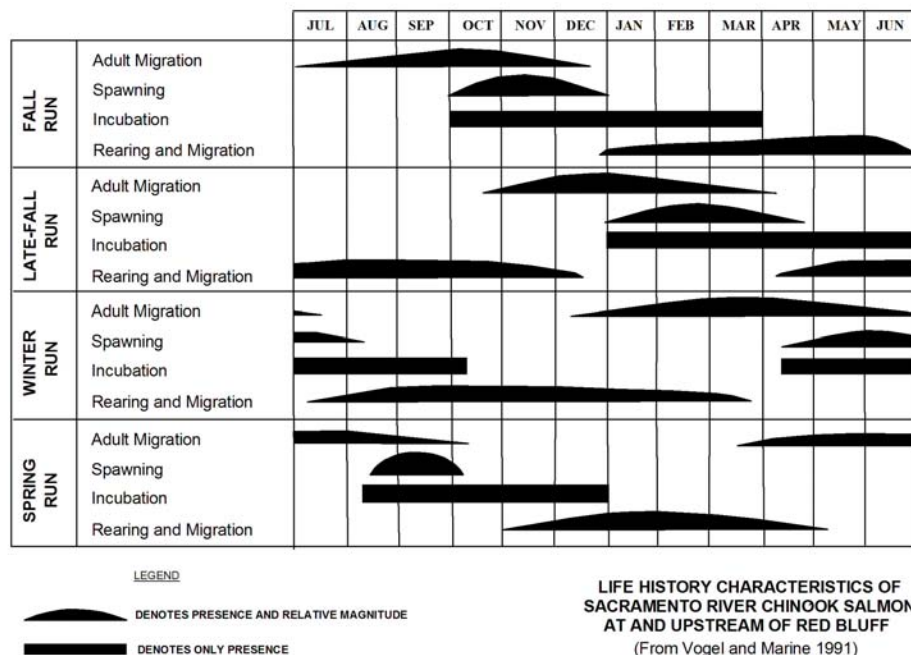 JUL AUG SEP OCT NOV DEC JAN FEB MAR APR MAY JUN
FALL RUN
Adult Migration
Spawning
Incubation
Rearing and Migration
LATE-FALL RUN
Adult Migration
Spawning
Incubation
Rearing and Migration
WINTER RUN
Adult Migration
Spawning
Incubation
Rearing and Migration
SPRING RUN
Adult Migration
Spawning
Incubation
Rearing and Migration
LEGEND
DENOTES PRESENCE AND RELATIVE MAGNITUDE
DENOTES ONLY PRESENCE
LIFE HISTORY CHARACTERISTICS OF
SACRAMENTO RIVER CHINOOK SALMON
AT AND UPSTREAM OF RED BLUFF
(From Vogel and Marine 1991)